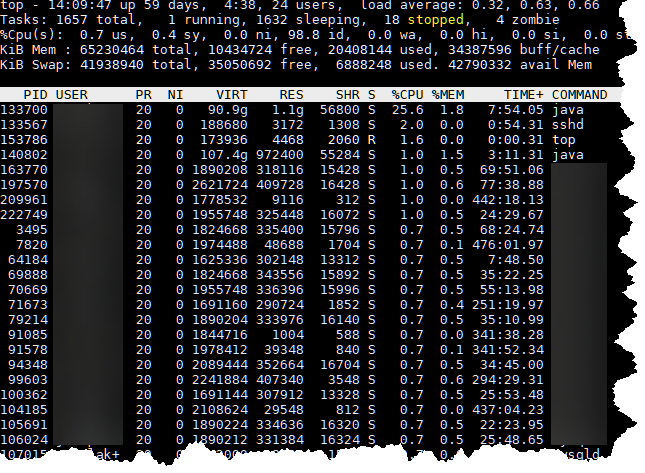 top - 14:09:47 up 59 days,  4:38, 24 users,  load average: 0.32, 0.63, 0.66
Tasks: 1657 total,   1 running, 1632 sleeping,  18 stopped,   4 zombie
%Cpu(s):  0.7 us,  0.4 sy,  0.0 ni, 98.8 id,  0.0 wa,  0.0 hi,  0.0 si,  0.0 st
KiB Mem : 65230464 total, 10434724 free, 20408144 used, 34387596 buff/cache
KiB Swap: 41938940 total, 35050692 free,  6888248 used. 42790332 avail Mem
PID USER PR NI VIRT RES SHR S %CPU %MEM TIME+ COMMAND
133700 20 0 90.9g 1.1g 56800 S 25.6 1.8 7:54.05 java
133567 20 0 188680 3172 1308 S 2.0 0.0 0:54.31 sshd
153786 20 0 173936 4468 2060 R 1.6 0.0 0:00.31 top
140802 20 0 107.4g 972400 55284 S 1.0 1.5 3:11.31 java
163770 20 0 1890208 318116 15428 S 1.0 0.5 69:51.06
197570 20 0 2621724 409728 16428 S 1.0 0.6 77:38.88
209961 20 0 1778532 9116 312 S 1.0 0.0 442:18.13
222749 20 0 1955748 325448 16072 S 1.0 0.5 24:29.67
3495 20 0 1824668 335400 15796 S 0.7 0.5 68:24.74
7820 20 0 1974488 48688 1704 S 0.7 0.1 476:01.97
64184 20 0 1625336 302148 13312 S 0.7 0.5 7:48.50
69888 20 0 1824668 343556 15892 S 0.7 0.5 35:22.25
70669 20 0 1955748 336396 15996 S 0.7 0.5 55:13.98
71673 20 0 1691160 290724 1852 S 0.7 0.4 251:19.97
79214 20 0 1890204 333976 16140 S 0.7 0.5 35:10.99
91085 20 0 1844716 1004 588 S 0.7 0.0 341:38.28
91578 20 0 1978412 39348 840 S 0.7 0.1 341:52.34
94348 20 0 2089444 352664 16704 S 0.7 0.5 34:45.00
99603 20 0 2241884 407340 3548 S 0.7 0.6 294:29.31
100362 20 0 1691144 307912 13328 S 0.7 0.5 25:53.48
104185 20 0 2108624 29548 812 S 0.7 0.0 437:04.23
105691 20 0 1890224 334636 16320 S 0.7 0.5 22:23.95
106024 20 0 1890212 331384 16324 S 0.7 0.5 25:48.65